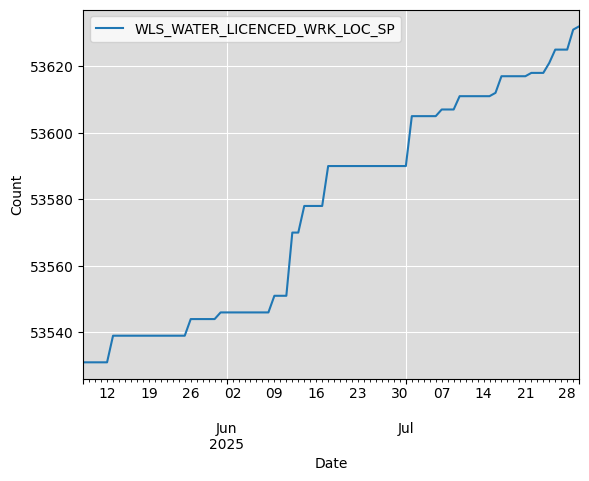 WLS_WATER_LICENCED_WRK_LOC_SP
53620
53600
53580
53560
53540
Count
12 19 26 02 09 16 23 30 07 14 21 28
Jun Jul
2025
Date